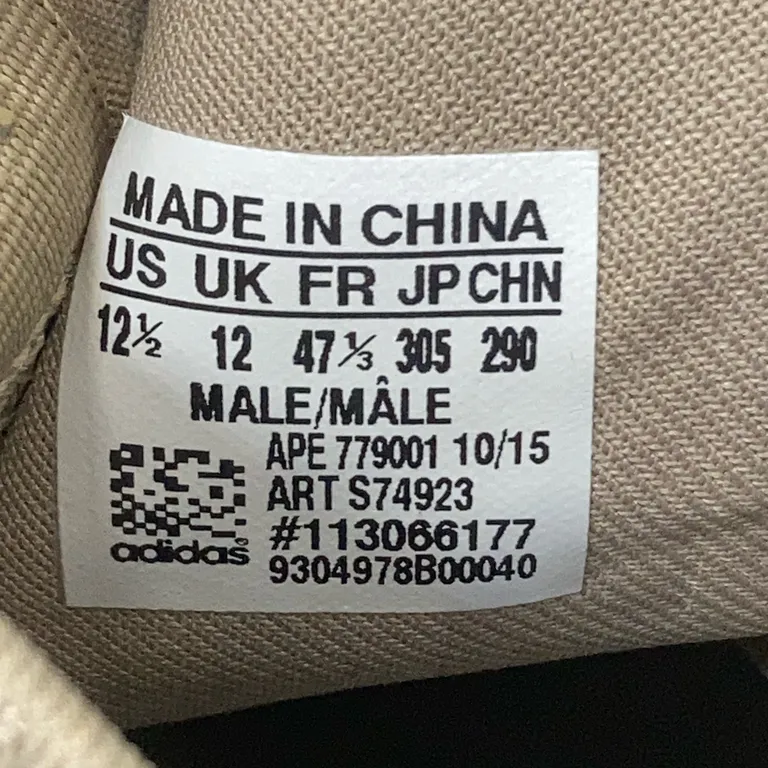 MADE IN CHINA
US UK FR JP CHN
12½ 12 47⅓ 305 290
MALE/MÂLE
APE 779001 10/15
ART S74923
#113066177
9304978B00040
adidas